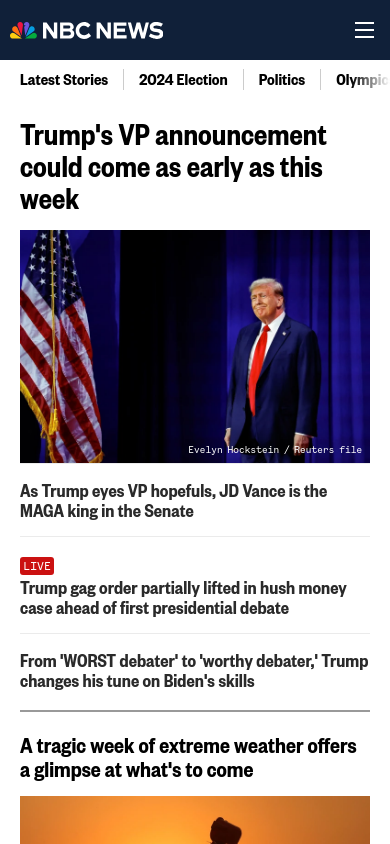 NBC NEWS
Latest Stories
2024 Election
Politics
Olympic
Trump's VP announcement
could come as early as this
week
Evelyn Hockstein / Reuters file
As Trump eyes VP hopefuls, JD Vance is the
MAGA king in the Senate
LIVE
Trump gag order partially lifted in hush money
case ahead of first presidential debate
From 'WORST debater' to 'worthy debater,' Trump
changes his tune on Biden's skills
A tragic week of extreme weather offers
a glimpse at what's to come